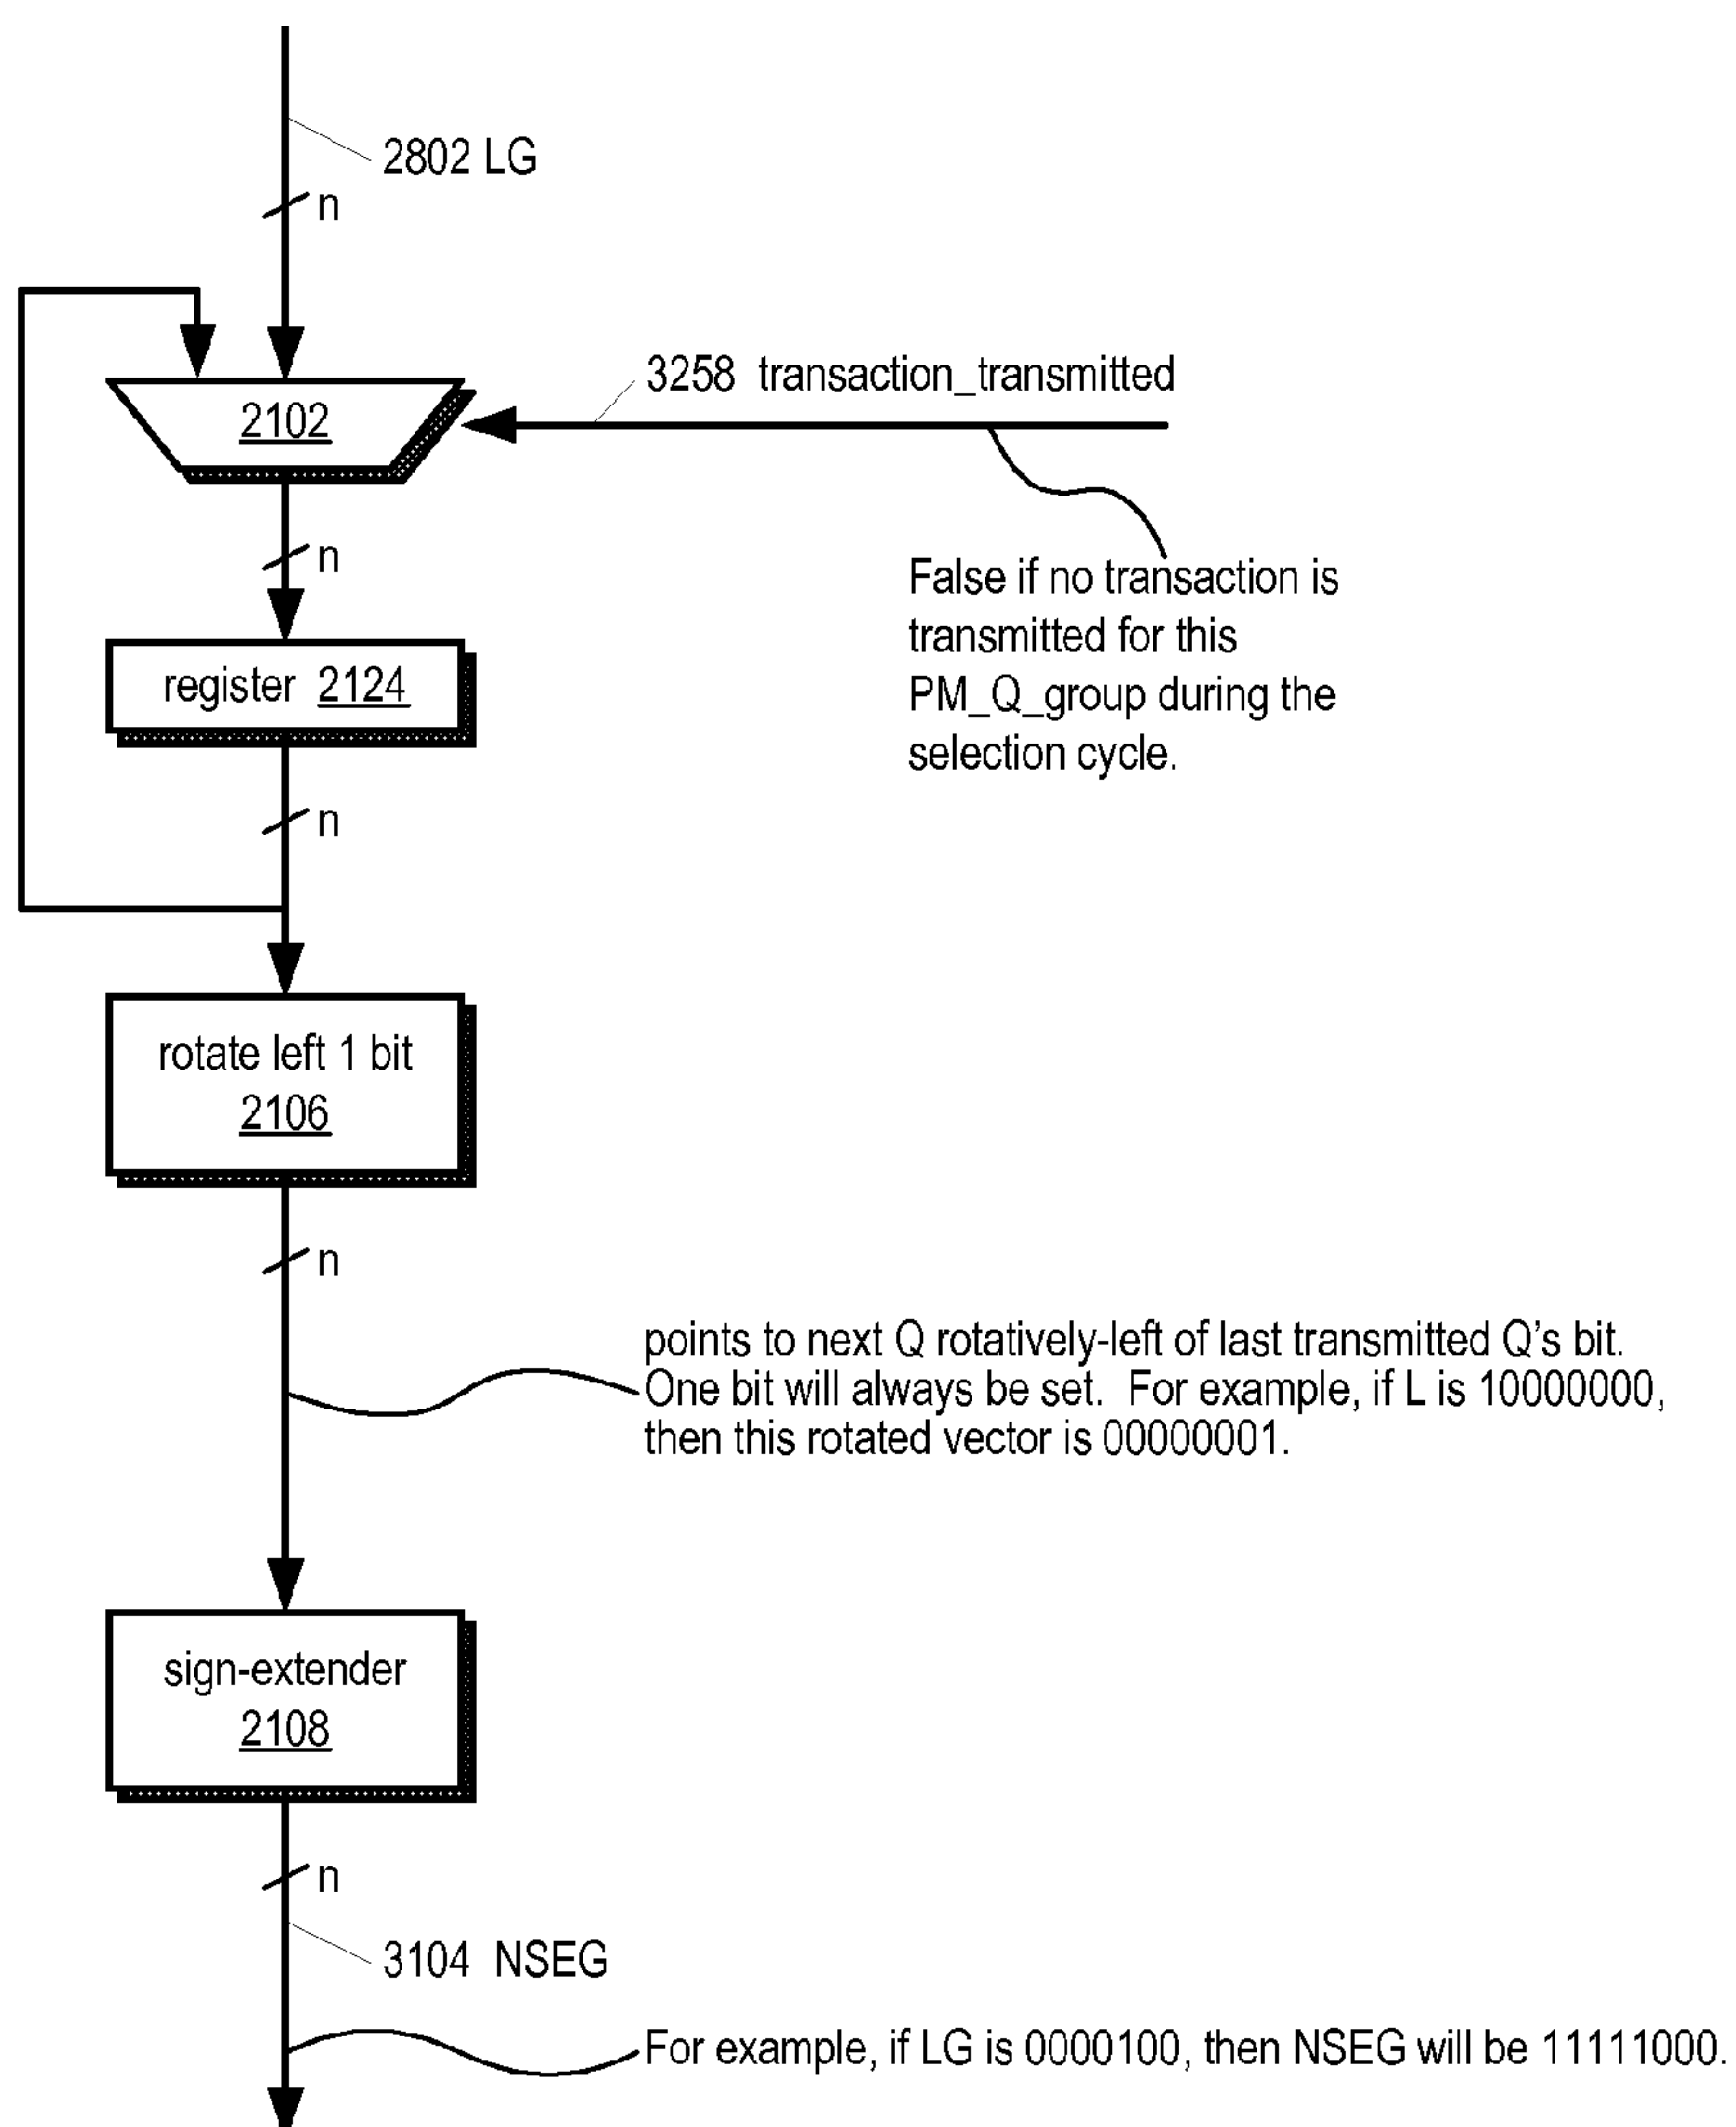 2802 LG
n
3258 transaction_transmitted
2102
False if no transaction is
transmitted for this
PM_Q_group during the
selection cycle.
n
register 2124
n
rotate left 1 bit
2106
n
points to next Q rotatively-left of last transmitted Q's bit.
One bit will always be set. For example, if L is 10000000,
then this rotated vector is 00000001.
sign-extender
2108
n
3104 NSEG
For example, if LG is 0000100, then NSEG will be 11111000.